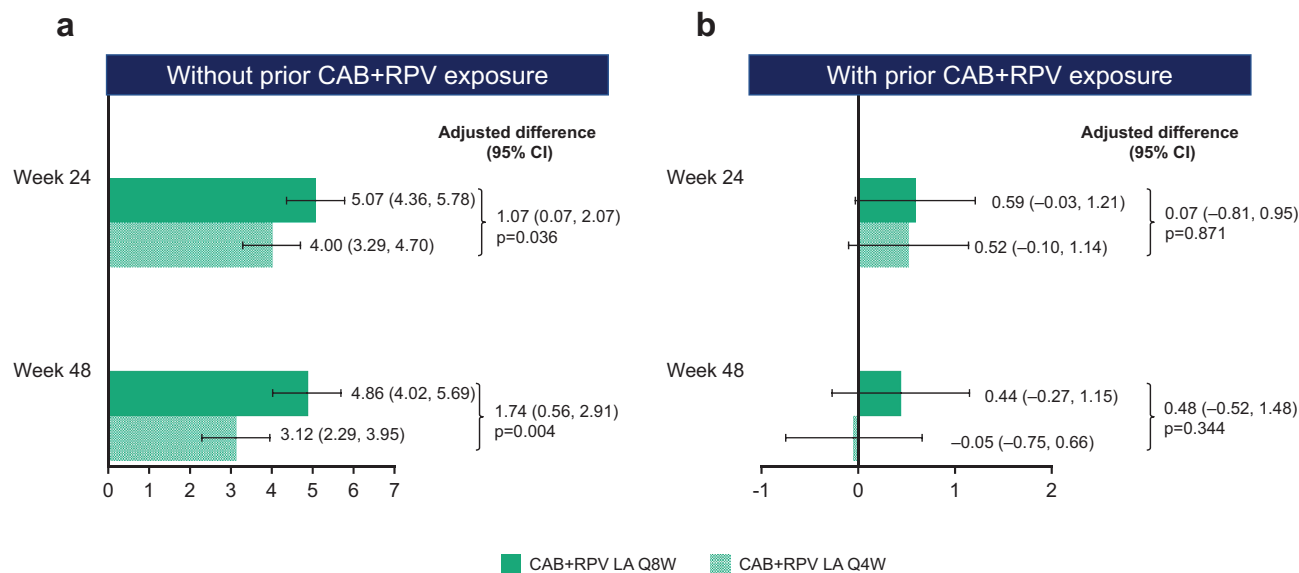 a
Without prior CAB+RPV exposure
Adjusted difference
(95% CI)
Week 24
5.07 (4.36, 5.78)
4.00 (3.29, 4.70)
1.07 (0.07, 2.07)
p=0.036
Week 48
4.86 (4.02, 5.69)
3.12 (2.29, 3.95)
1.74 (0.56, 2.91)
p=0.004
0 1 2 3 4 5 6 7
b
With prior CAB+RPV exposure
Adjusted difference
(95% CI)
Week 24
0.59 (–0.03, 1.21)
0.52 (–0.10, 1.14)
0.07 (–0.81, 0.95)
p=0.871
Week 48
0.44 (–0.27, 1.15)
–0.05 (–0.75, 0.66)
0.48 (–0.52, 1.48)
p=0.344
-1 0 1 2
CAB+RPV LA Q8W CAB+RPV LA Q4W